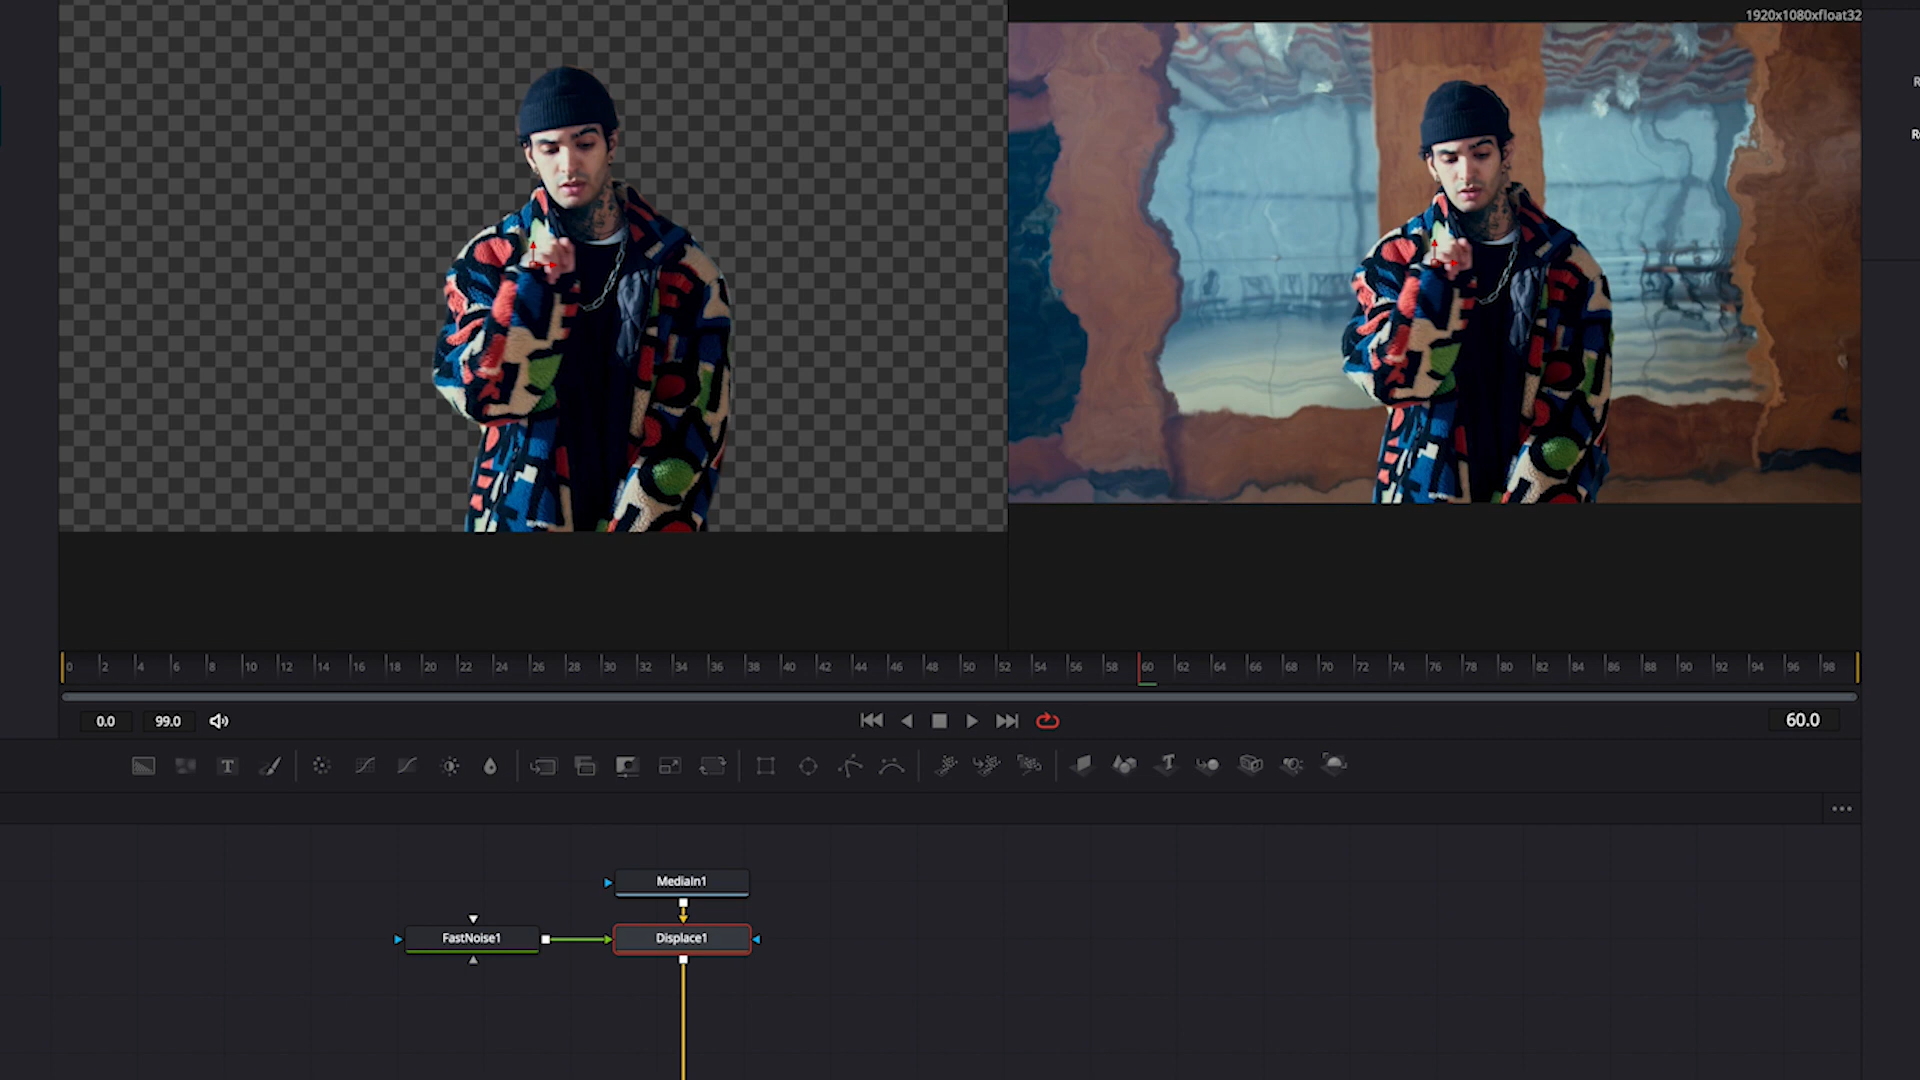 1920x1080xfloat32
0 2 4 6 8 10 12 14 16 18 20 22 24 26 28 30 32 34 36 38 40 42 44 46 48 50 52 54 56 58 60 62 64 66 68 70 72 74 76 78 80 82 84 86 88 90 92 94 96 98
0.0 99.0 60.0
T
MediaIn1
FastNoise1 Displace1